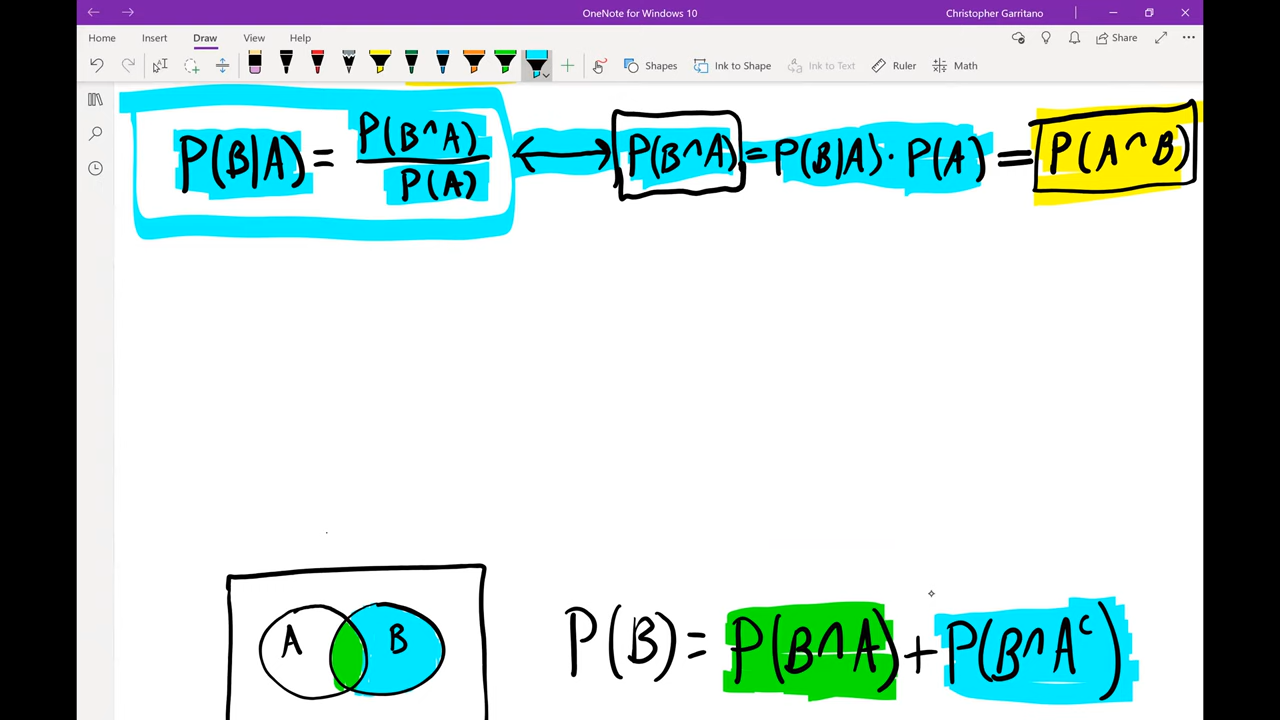 OneNote for Windows 10
Christopher Garritano
Home Insert Draw View Help
Share
Shapes Ink to Shape Ink to Text Ruler Math
P(B|A) = P(B∩A) / P(A) ↔ P(B∩A) = P(B|A) · P(A) = P(A∩B)
A B
P(B) = P(B∩A) + P(B∩Aᶜ)